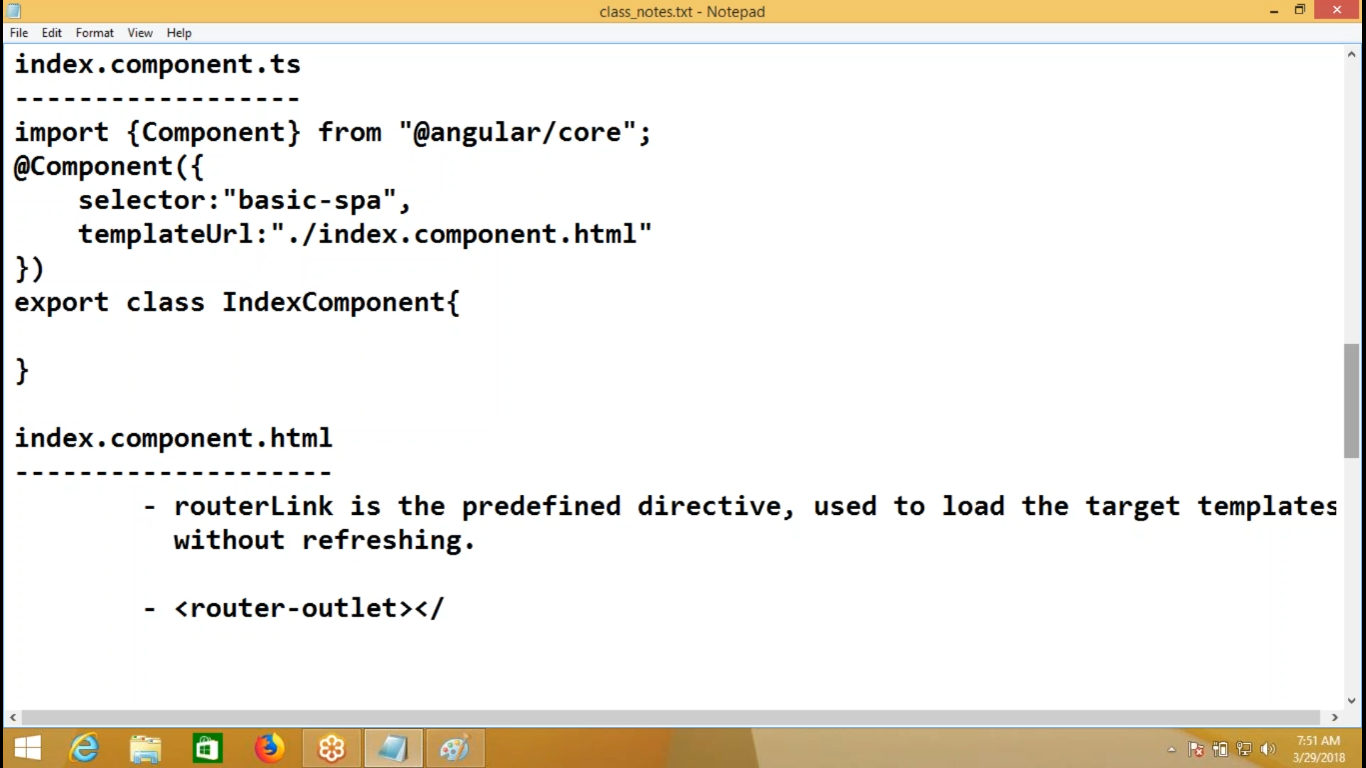 class_notes.txt - Notepad
File Edit Format View Help
index.component.ts
------------------
import {Component} from "@angular/core";
@Component({
    selector:"basic-spa",
    templateUrl:"./index.component.html"
})
export class IndexComponent{
}
index.component.html
--------------------
        - routerLink is the predefined directive, used to load the target templates
          without refreshing.
        - <router-outlet></
7:51 AM
3/29/2018